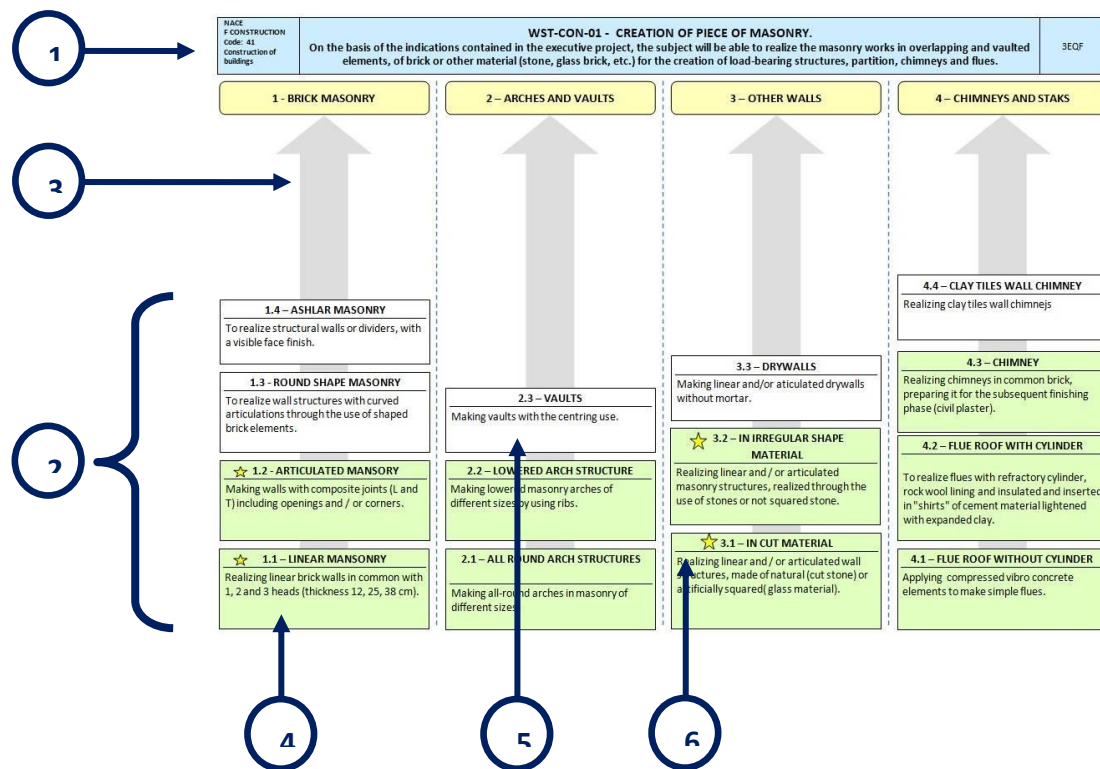 NACE
F CONSTRUCTION
Code: 41
Construction of
buildings
WST-CON-01 - CREATION OF PIECE OF MASONRY.
On the basis of the indications contained in the executive project, the subject will be able to realize the masonry works in overlapping and vaulted
elements, of brick or other material (stone, glass brick, etc.) for the creation of load-bearing structures, partition, chimneys and flues.
3EQF
1
3
2
4
5
6
1 - BRICK MASONRY
1.4 – ASHLAR MASONRY
To realize structural walls or dividers, with
a visible face finish.
1.3 - ROUND SHAPE MASONRY
To realize wall structures with curved
articulations through the use of shaped
brick elements.
1.2 - ARTICULATED MANSORY
Making walls with composite joints (L and
T) including openings and / or corners.
1.1 – LINEAR MANSONRY
Realizing linear brick walls in common with
1, 2 and 3 heads (thickness 12, 25, 38 cm).
2 – ARCHES AND VAULTS
2.3 – VAULTS
Making vaults with the centring use.
2.2 – LOWERED ARCH STRUCTURE
Making lowered masonry arches of
different sizes by using ribs.
2.1 – ALL ROUND ARCH STRUCTURES
Making all-round arches in masonry of
different sizes
3 – OTHER WALLS
3.3 – DRYWALLS
Making linear and/or aticulated drywalls
without mortar.
3.2 – IN IRREGULAR SHAPE
MATERIAL
Realizing linear and / or articulated
masonry structures, realized through the
use of stones or not squared stone.
3.1 – IN CUT MATERIAL
Realizing linear and / or articulated wall
structures, made of natural (cut stone) or
artificially squared( glass material).
4 – CHIMNEYS AND STAKS
4.4 – CLAY TILES WALL CHIMNEY
Realizing clay tiles wall chimnejs
4.3 – CHIMNEY
Realizing chimneys in common brick,
preparing it for the subsequent finishing
phase (civil plaster).
4.2 – FLUE ROOF WITH CYLINDER
To realize flues with refractory cylinder,
rock wool lining and insulated and inserted
in "shirts" of cement material lightened
with expanded clay.
4.1 – FLUE ROOF WITHOUT CYLINDER
Applying compressed vibro concrete
elements to make simple flues.